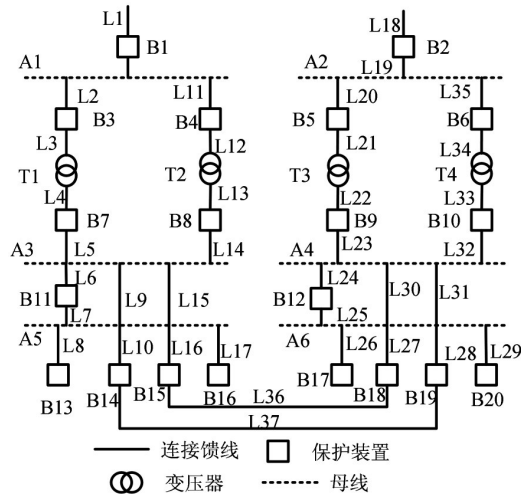 L1 L18
B1 B2
A1 A2 L19
L2 L11 L20 L35
B3 B4 B5 B6
L3 L12 L21 L34
T1 T2 T3 T4
L4 L13 L22 L33
B7 B8 B9 B10
A3 L5 L14 A4 L23 L32
L6 L24
B11 L9 L15 B12 L30 L31
L7 L25
A5 A6
L8 L10 L16 L17 L26 L27 L28 L29
B13 B14 B15 B16 B17 B18 B19 B20
L36
L37
连接馈线 保护装置
变压器 母线